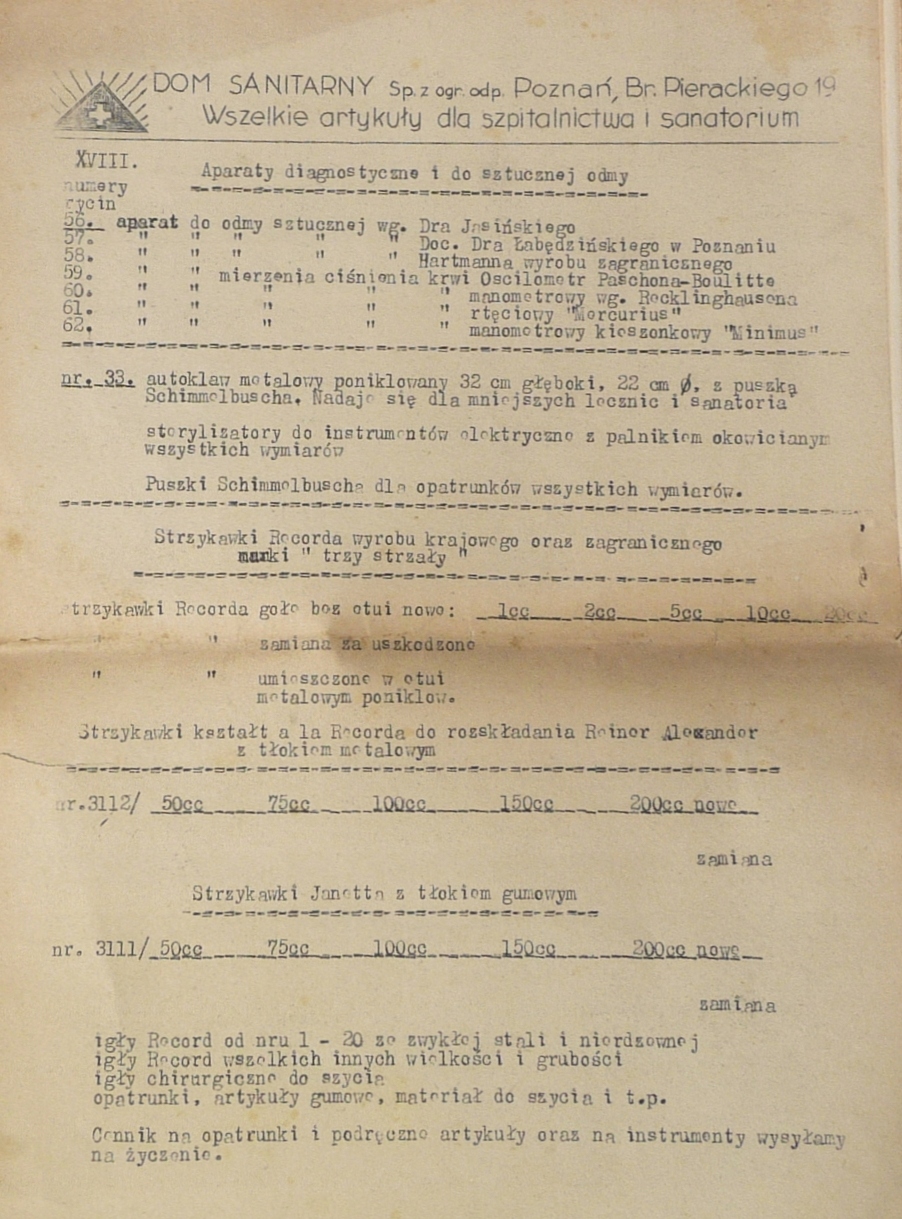 DOM SANITARNY Sp. z ogr. odp. Poznań, Br. Pierackiego 19
Wszelkie artykuły dla szpitalnictwa i sanatorium
XVIII.
Aparaty diagnostyczne i do sztucznej odmy
numery
rycin
56. aparat do odmy sztucznej wg. Dra Jasińskiego
57. " " " " " Doc. Dra Łabędzińskiego w Poznaniu
58. " " " " " Hartmanna wyrobu zagranicznego
59. " " mierzenia ciśnienia krwi Oscilometr Paschona-Boulitte
60. " " " " " manometrowy wg. Recklinghausena
61. " " " " " rtęciowy "Mercurius"
62. " " " " " manometrowy kieszonkowy "Minimus"
nr. 33. autoklaw metalowy poniklowany 32 cm głęboki, 22 cm Ø, z puszką
Schimmelbuscha. Nadaje się dla mniejszych lecznic i sanatoria
sterylizatory do instrumentów elektryczne z palnikiem okowicianym
wszystkich wymiarów
Puszki Schimmelbuscha dla opatrunków wszystkich wymiarów.
Strzykawki Recorda wyrobu krajowego oraz zagranicznego
marki " trzy strzały "
strzykawki Recorda gołe bez etui nowe: 1cc 2cc 5cc 10cc 20cc
" " zamiana za uszkodzone
" " umieszczone w etui
metalowym poniklow.
Strzykawki kształt a la Recorda do rozskładania Reiner Alexander
z tłokiem metalowym
nr.3112/ 50cc 75cc 100cc 150cc 200cc nowe
zamiana
Strzykawki Janetta z tłokiem gumowym
nr. 3111/ 50cc 75cc 100cc 150cc 200cc nowe
zamiana
igły Record od nru 1 - 20 ze zwykłej stali i nierdzewnej
igły Record wszelkich innych wielkości i grubości
igły chirurgiczne do szycia
opatrunki, artykuły gumowe, materiał do szycia i t.p.
Cennik na opatrunki i podręczne artykuły oraz na instrumenty wysyłamy
na życzenie.